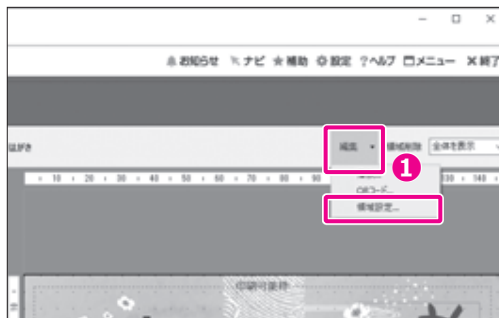 お知らせ ナビ ★補助 設定 ?ヘルプ メニュー ×終了
はがき
編集 ▼ 領域削除 全体を表示
1
QRコード...
領域設定...
10 20 30 40 50 60 70 80 90 130 140
印刷可能枠